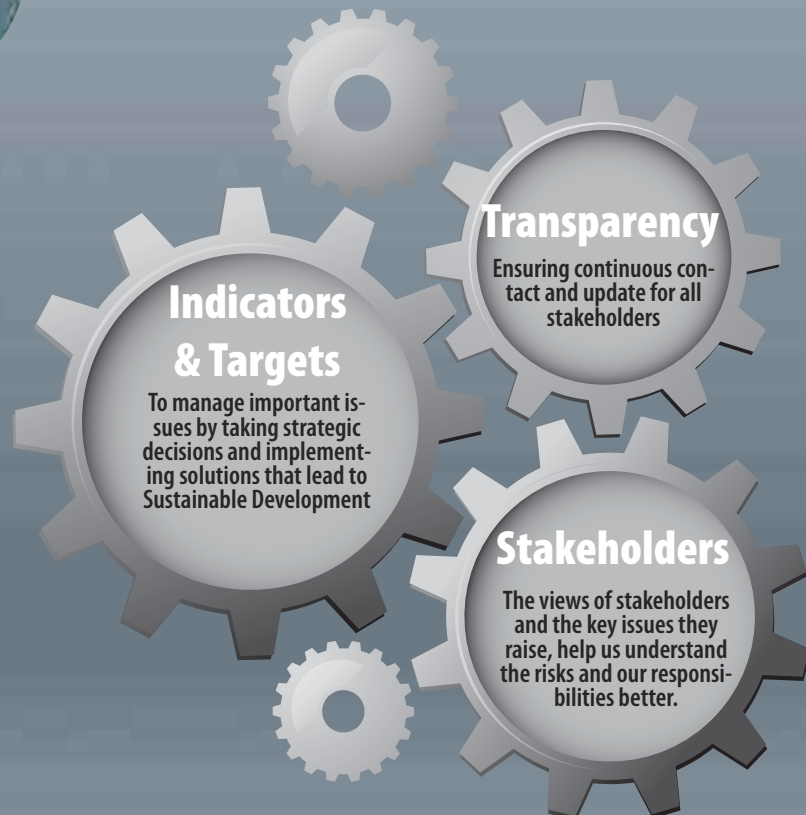 Transparency
Ensuring continuous con-
tact and update for all
stakeholders
Indicators
& Targets
To manage important is-
sues by taking strategic
decisions and implement-
ing solutions that lead to
Sustainable Development
Stakeholders
The views of stakeholders
and the key issues they
raise, help us understand
the risks and our responsi-
bilities better.